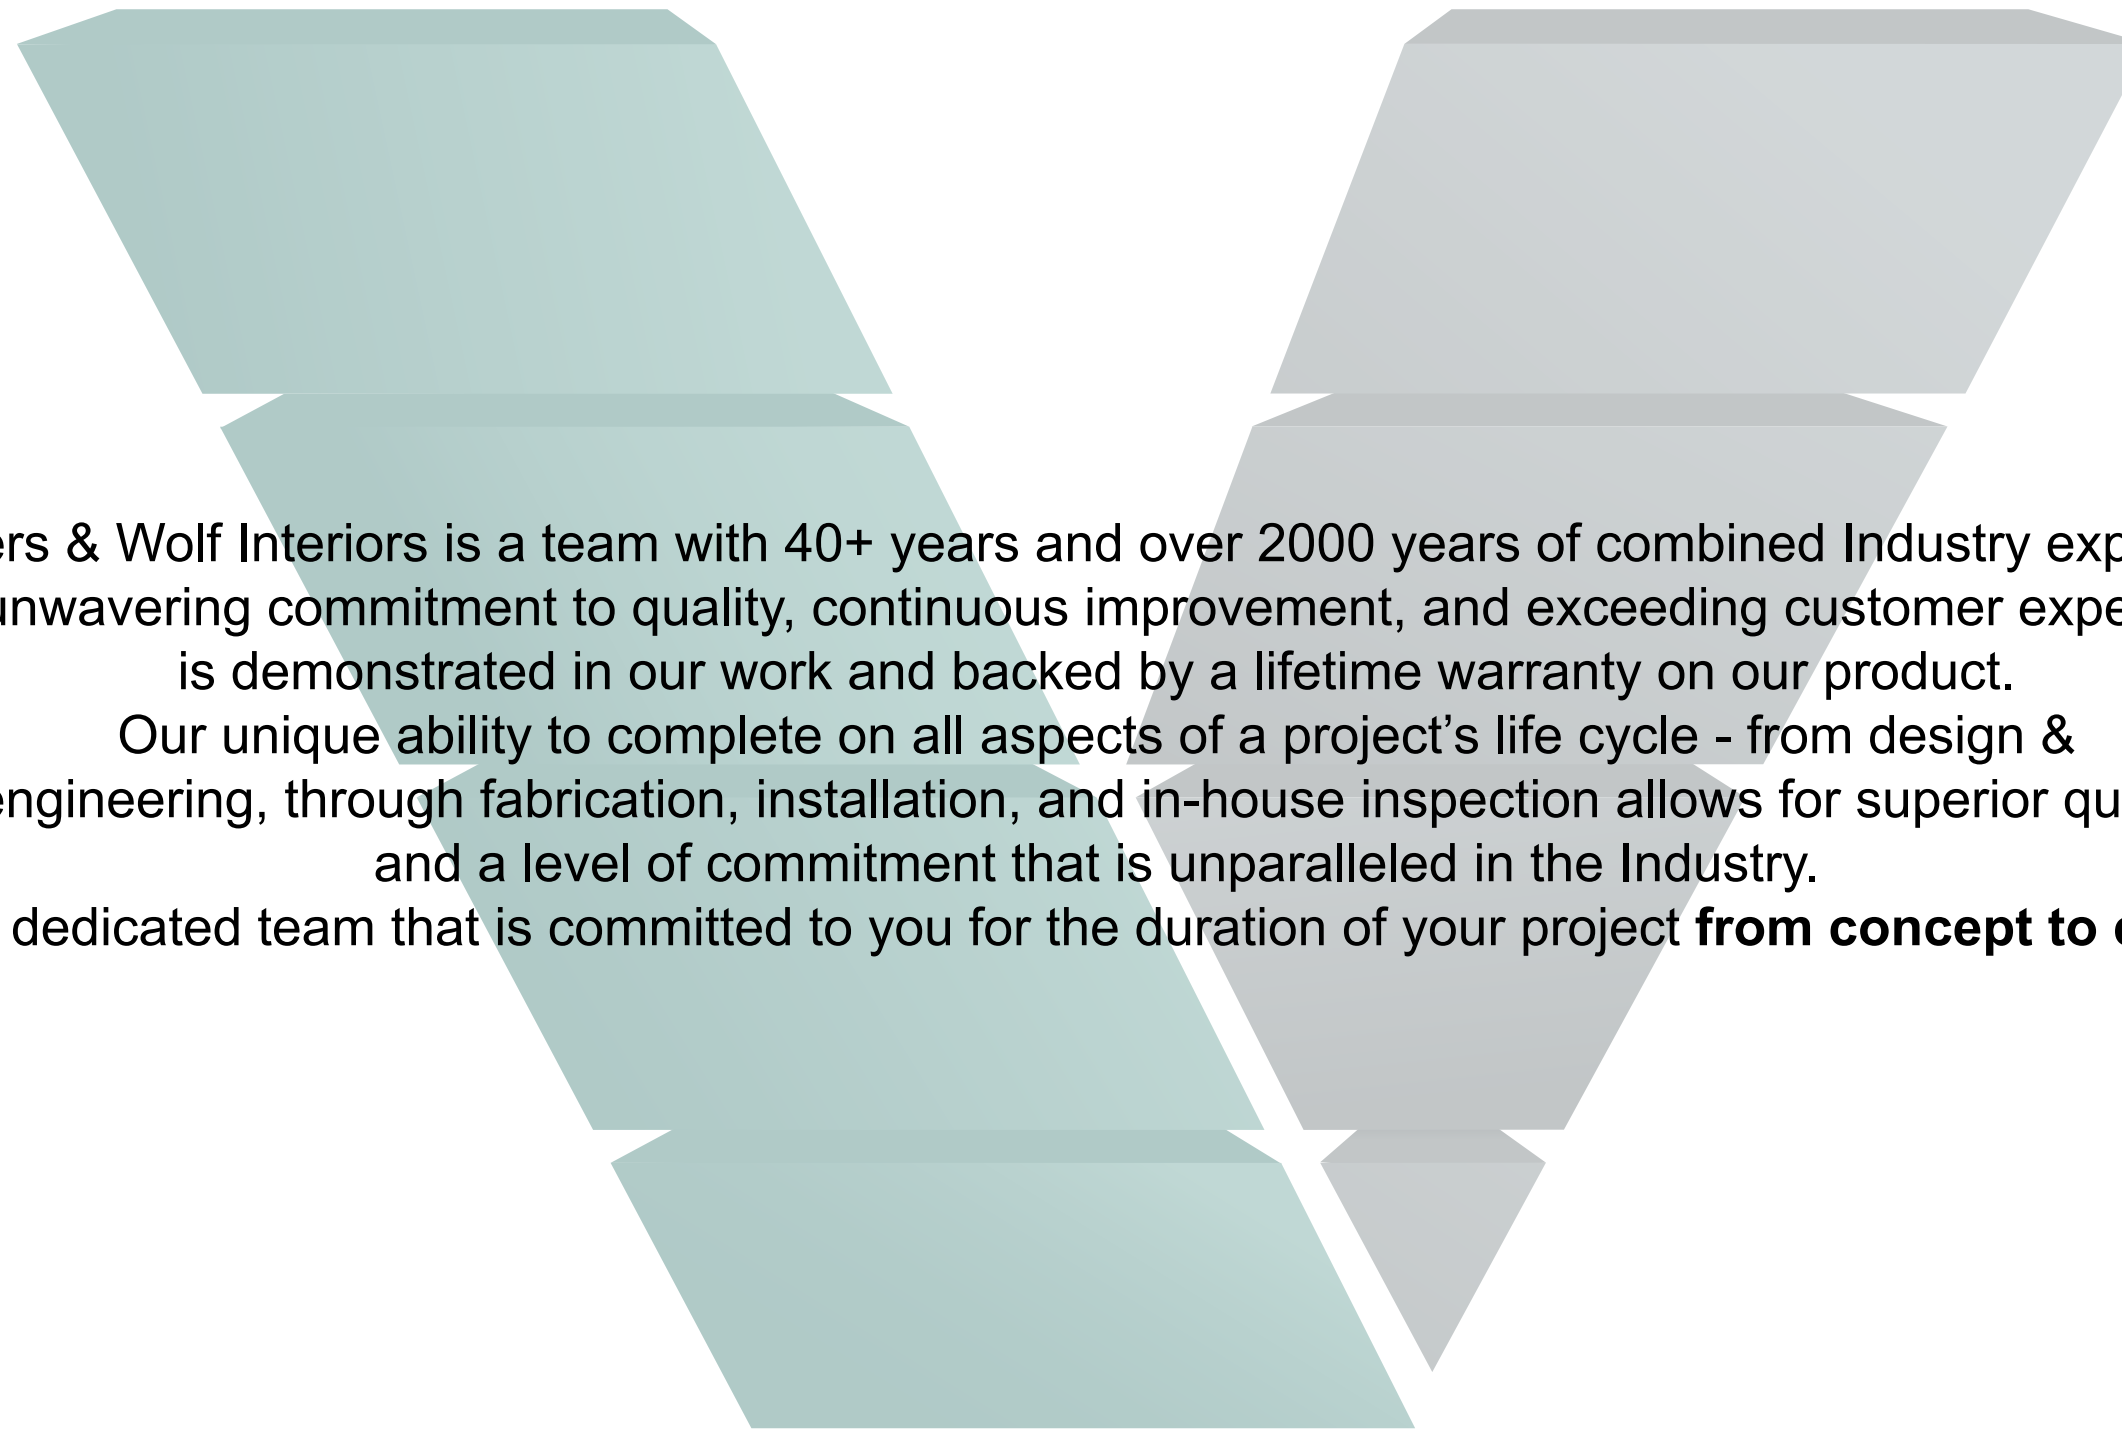 ers & Wolf Interiors is a team with 40+ years and over 2000 years of combined Industry exp
unwavering commitment to quality, continuous improvement, and exceeding customer expe
is demonstrated in our work and backed by a lifetime warranty on our product.
Our unique ability to complete on all aspects of a project’s life cycle - from design &
engineering, through fabrication, installation, and in-house inspection allows for superior qu
and a level of commitment that is unparalleled in the Industry.
dedicated team that is committed to you for the duration of your project from concept to